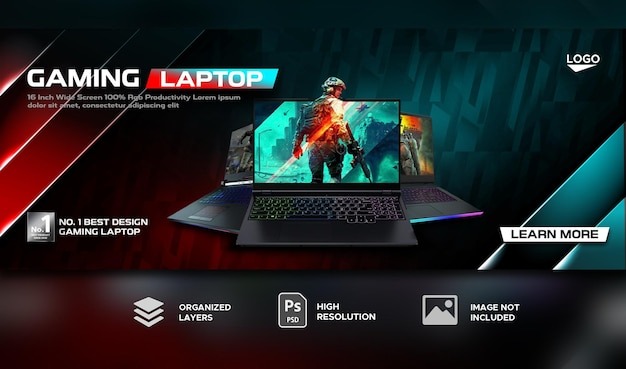 GAMING LAPTOP
16 Inch Wide Screen 100% Rgb Productivity Lorem ipsum
dolor sit amet, consectetur adipiscing elit.
LOGO
No.1
NO. 1 BEST DESIGN
GAMING LAPTOP
LEARN MORE
ORGANIZED
LAYERS
Ps
PSD
HIGH
RESOLUTION
IMAGE NOT
INCLUDED